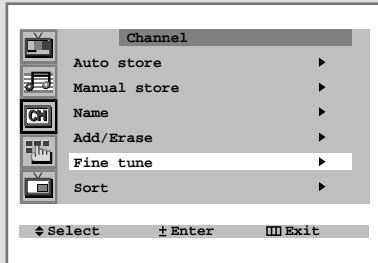 Channel
Auto store
Manual store
CH Name
Add/Erase
Fine tune
Sort
Select ± Enter Exit